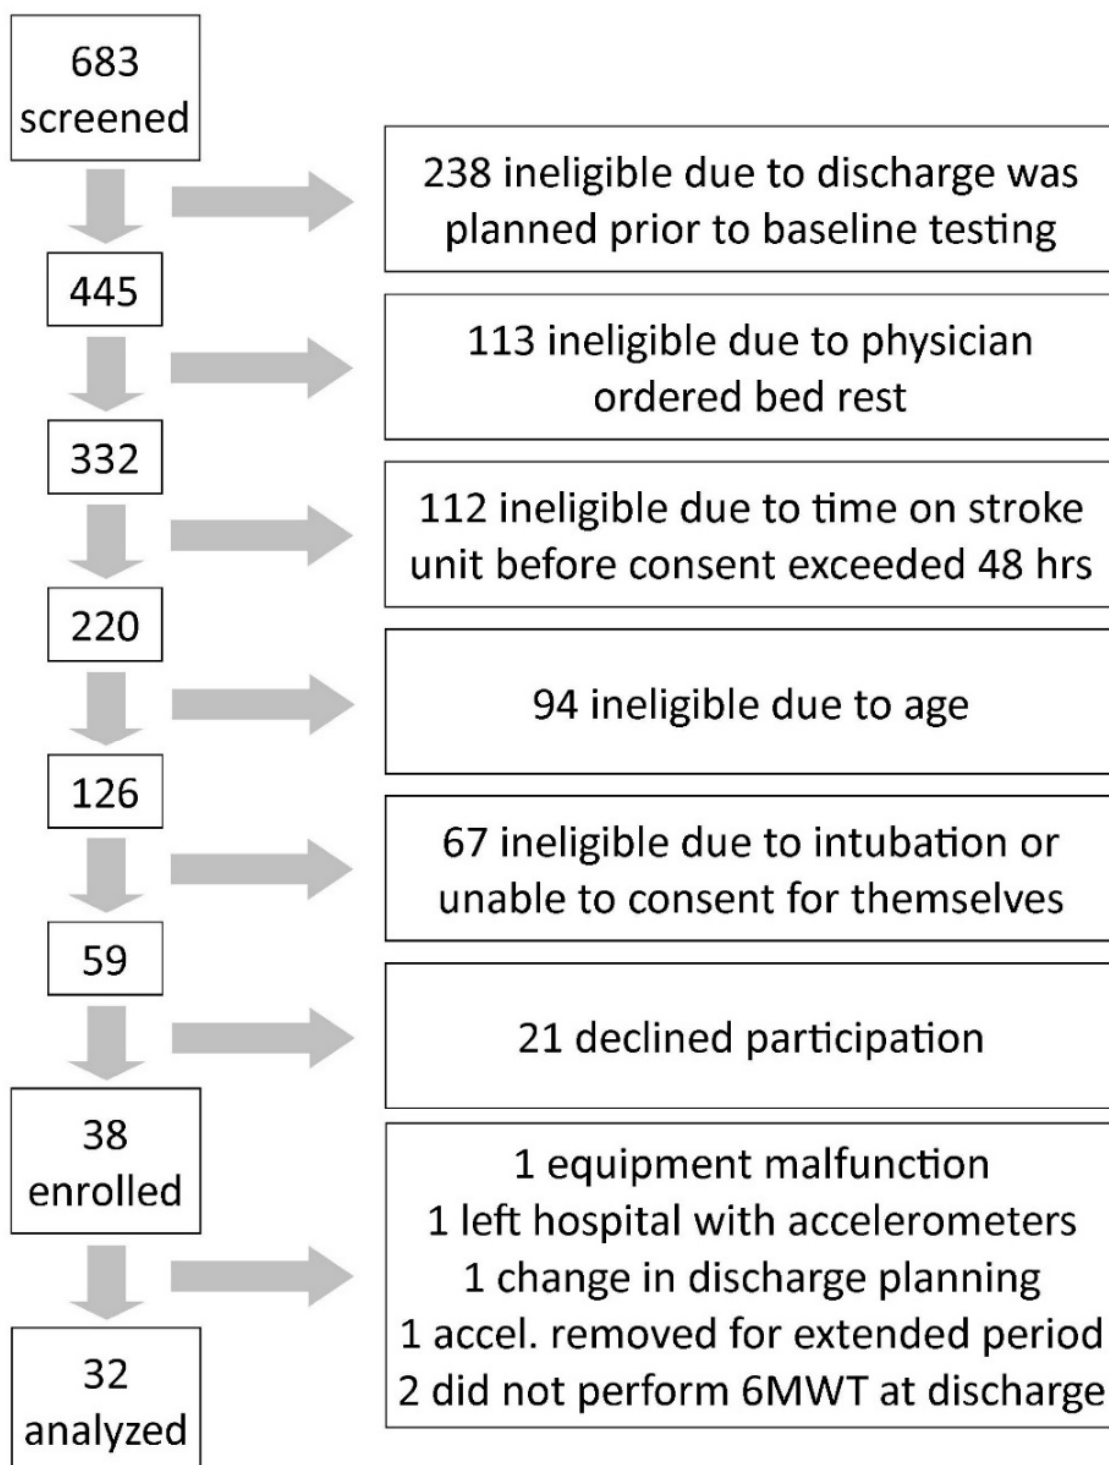 683
screened
238 ineligible due to discharge was
planned prior to baseline testing
445
113 ineligible due to physician
ordered bed rest
332
112 ineligible due to time on stroke
unit before consent exceeded 48 hrs
220
94 ineligible due to age
126
67 ineligible due to intubation or
unable to consent for themselves
59
21 declined participation
38
enrolled
1 equipment malfunction
1 left hospital with accelerometers
1 change in discharge planning
1 accel. removed for extended period
2 did not perform 6MWT at discharge
32
analyzed